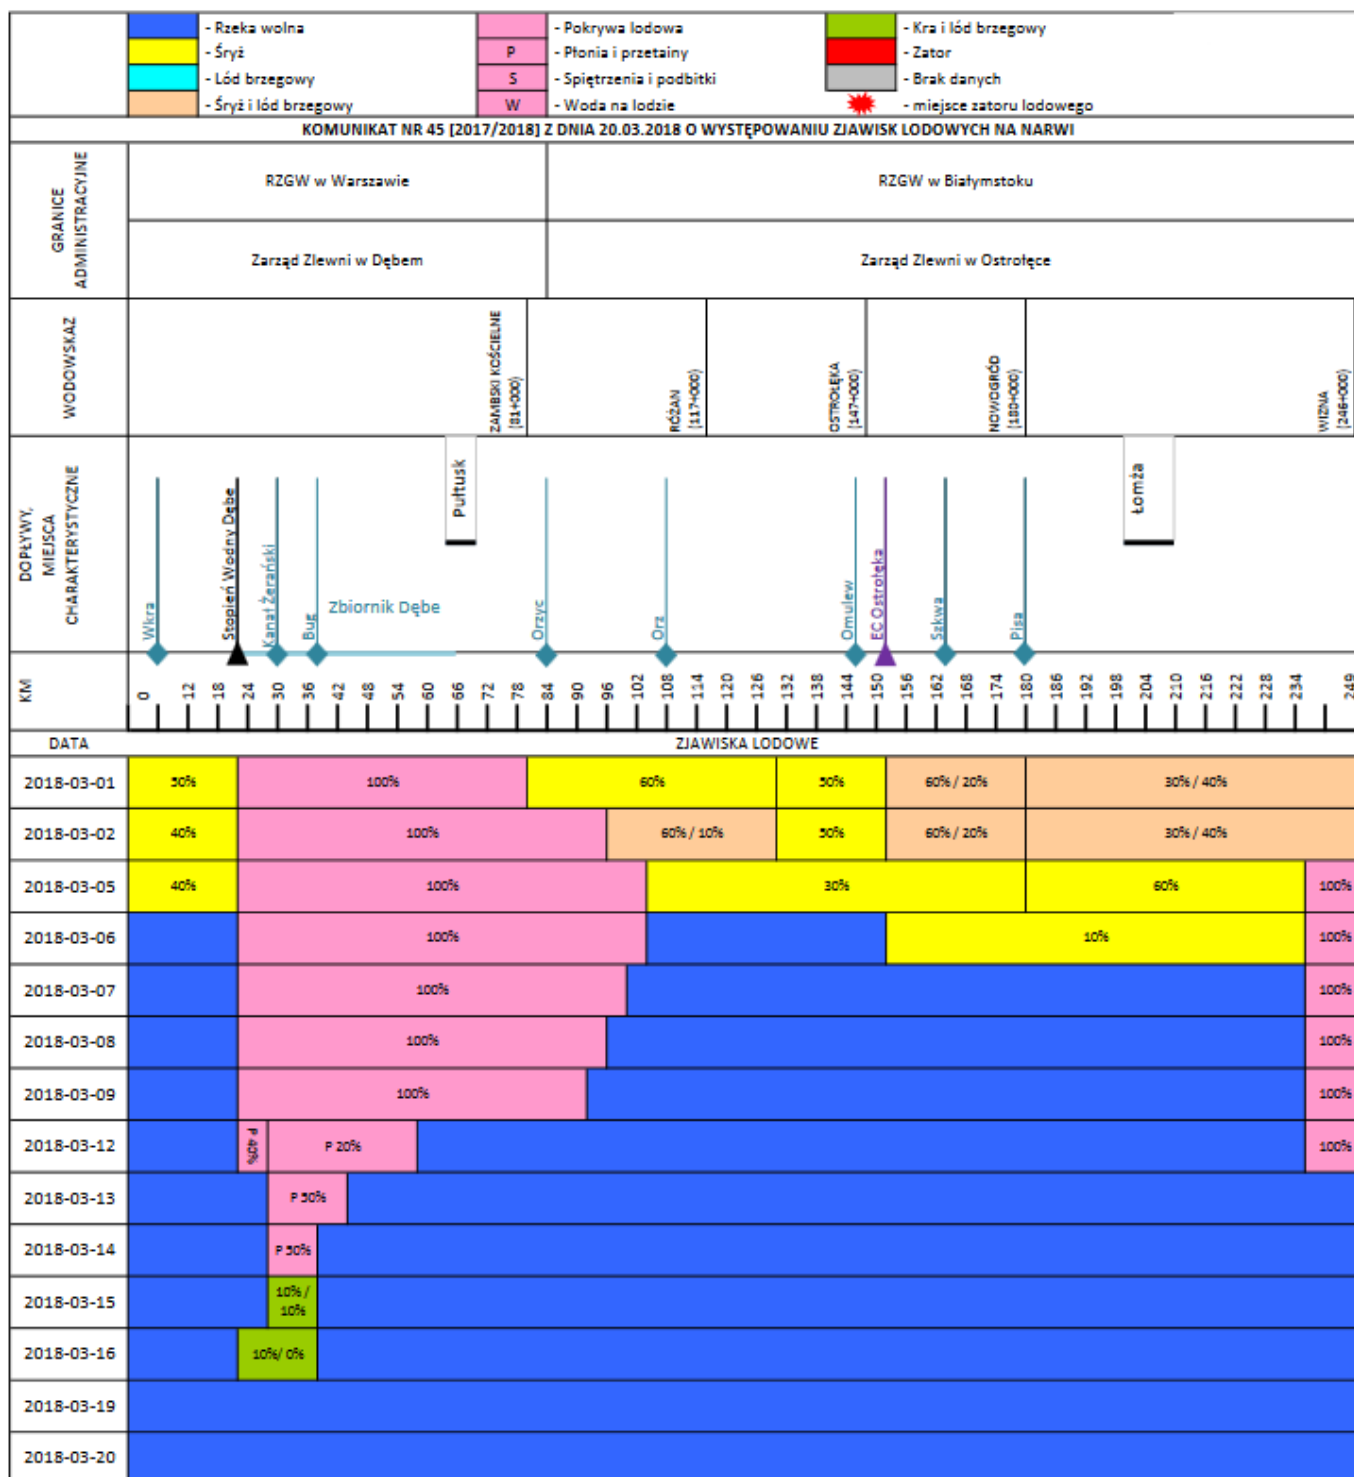 - Rzeka wolna
- Pokrywa lodowa
- Kra i lód brzegowy
- Śryż
P - Płonia i przetainy
- Zator
- Lód brzegowy
S - Spiętrzenia i podbitki
- Brak danych
- Śryż i lód brzegowy
W - Woda na lodzie
- miejsce zatoru lodowego
KOMUNIKAT NR 45 [2017/2018] Z DNIA 20.03.2018 O WYSTĘPOWANIU ZJAWISK LODOWYCH NA NARWI
GRANICE
ADMINISTRACYJNE
RZGW w Warszawie
RZGW w Białymstoku
Zarząd Zlewni w Dębem
Zarząd Zlewni w Ostrołęce
WODOWSKAZ
ZAMBSKI KOŚCIELNE
(81+000)
RÓŻAN
(117+000)
OSTROŁĘKA
(147+000)
NOWOGRÓD
(180+000)
WIZNA
(246+000)
DOPŁYWY,
MIEJSCA
CHARAKTERYSTYCZNE
Wkra
Stopień Wodny Dębe
Kanał Żerański
Bug
Zbiornik Dębe
Pułtusk
Orzyc
Orz
Omulew
EC Ostrołęka
Szkwa
Pisa
Łomża
KM
0 12 18 24 30 36 42 48 54 60 66 72 78 84 90 96 102 108 114 120 126 132 138 144 150 156 162 168 174 180 186 192 198 204 210 216 222 228 234 249
DATA ZJAWISKA LODOWE
2018-03-01 50% 100% 60% 50% 60% / 20% 30% / 40%
2018-03-02 40% 100% 60% / 10% 50% 60% / 20% 30% / 40%
2018-03-05 40% 100% 30% 60% 100%
2018-03-06 100% 10% 100%
2018-03-07 100% 100%
2018-03-08 100% 100%
2018-03-09 100% 100%
2018-03-12 P 40% P 20% 100%
2018-03-13 P 50%
2018-03-14 P 50%
2018-03-15 10% /
10%
2018-03-16 10%/ 0%
2018-03-19
2018-03-20